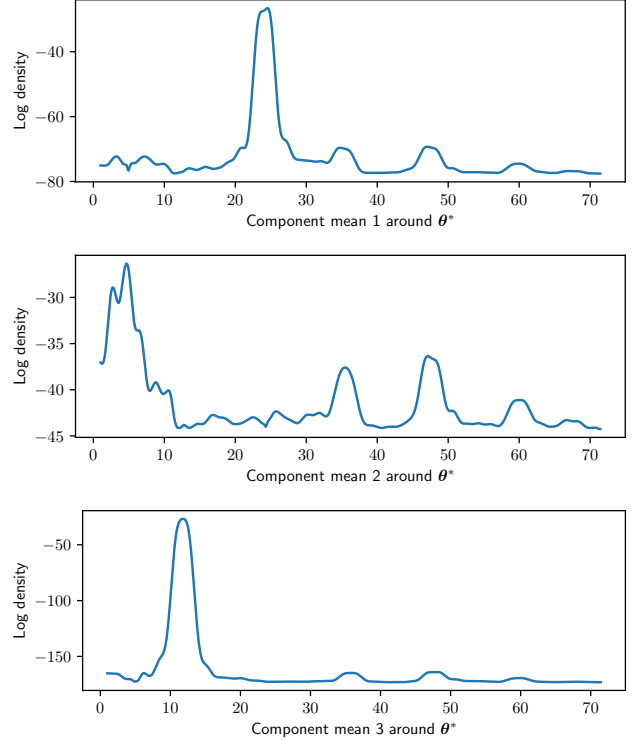 Log density
−40
−60
−80
0 10 20 30 40 50 60 70
Component mean 1 around θ*
Log density
−30
−35
−40
−45
0 10 20 30 40 50 60 70
Component mean 2 around θ*
Log density
−50
−100
−150
0 10 20 30 40 50 60 70
Component mean 3 around θ*